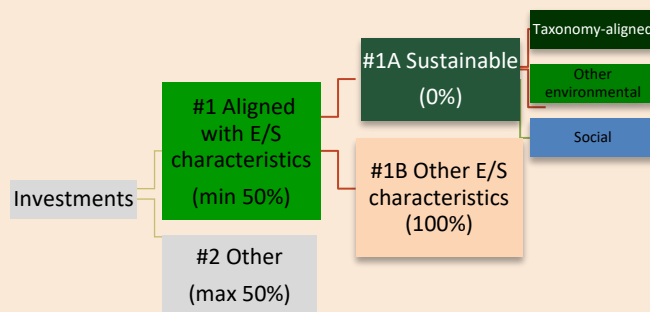 Investments
#1 Aligned
with E/S
characteristics
(min 50%)
#2 Other
(max 50%)
#1A Sustainable
(0%)
#1B Other E/S
characteristics
(100%)
Taxonomy-aligned
Other
environmental
Social